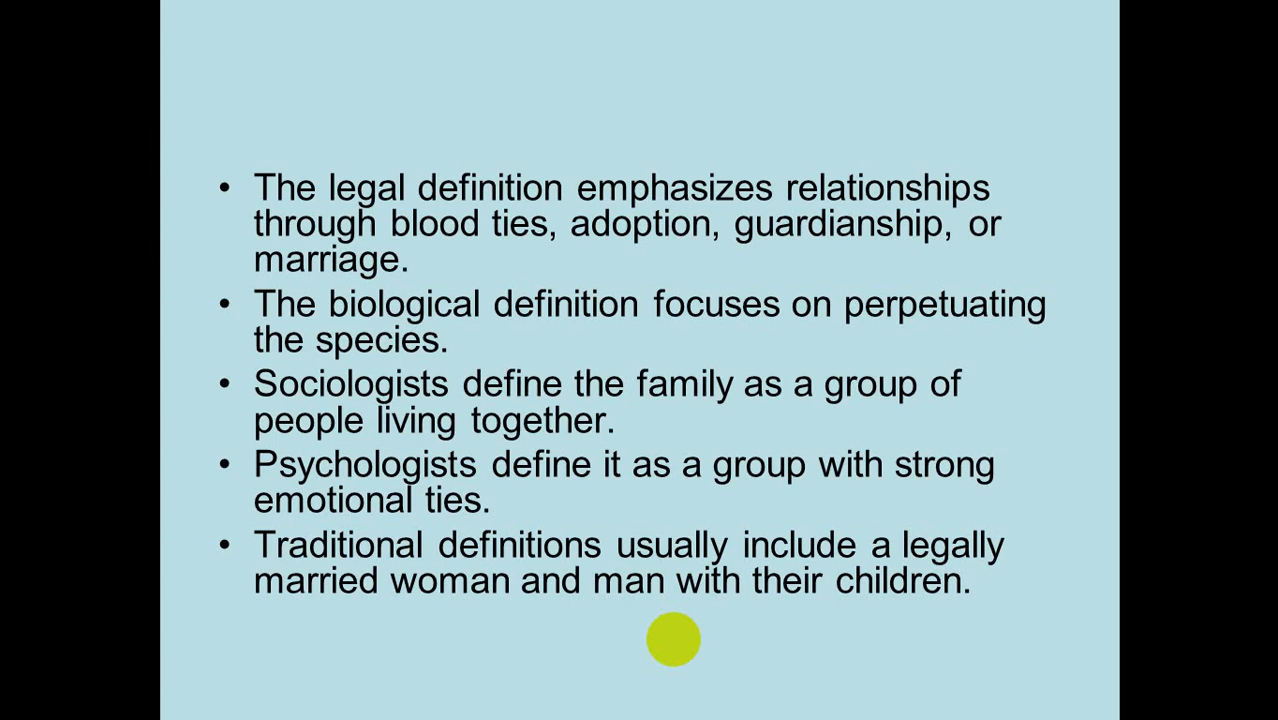 • The legal definition emphasizes relationships
through blood ties, adoption, guardianship, or
marriage.
• The biological definition focuses on perpetuating
the species.
• Sociologists define the family as a group of
people living together.
• Psychologists define it as a group with strong
emotional ties.
• Traditional definitions usually include a legally
married woman and man with their children.